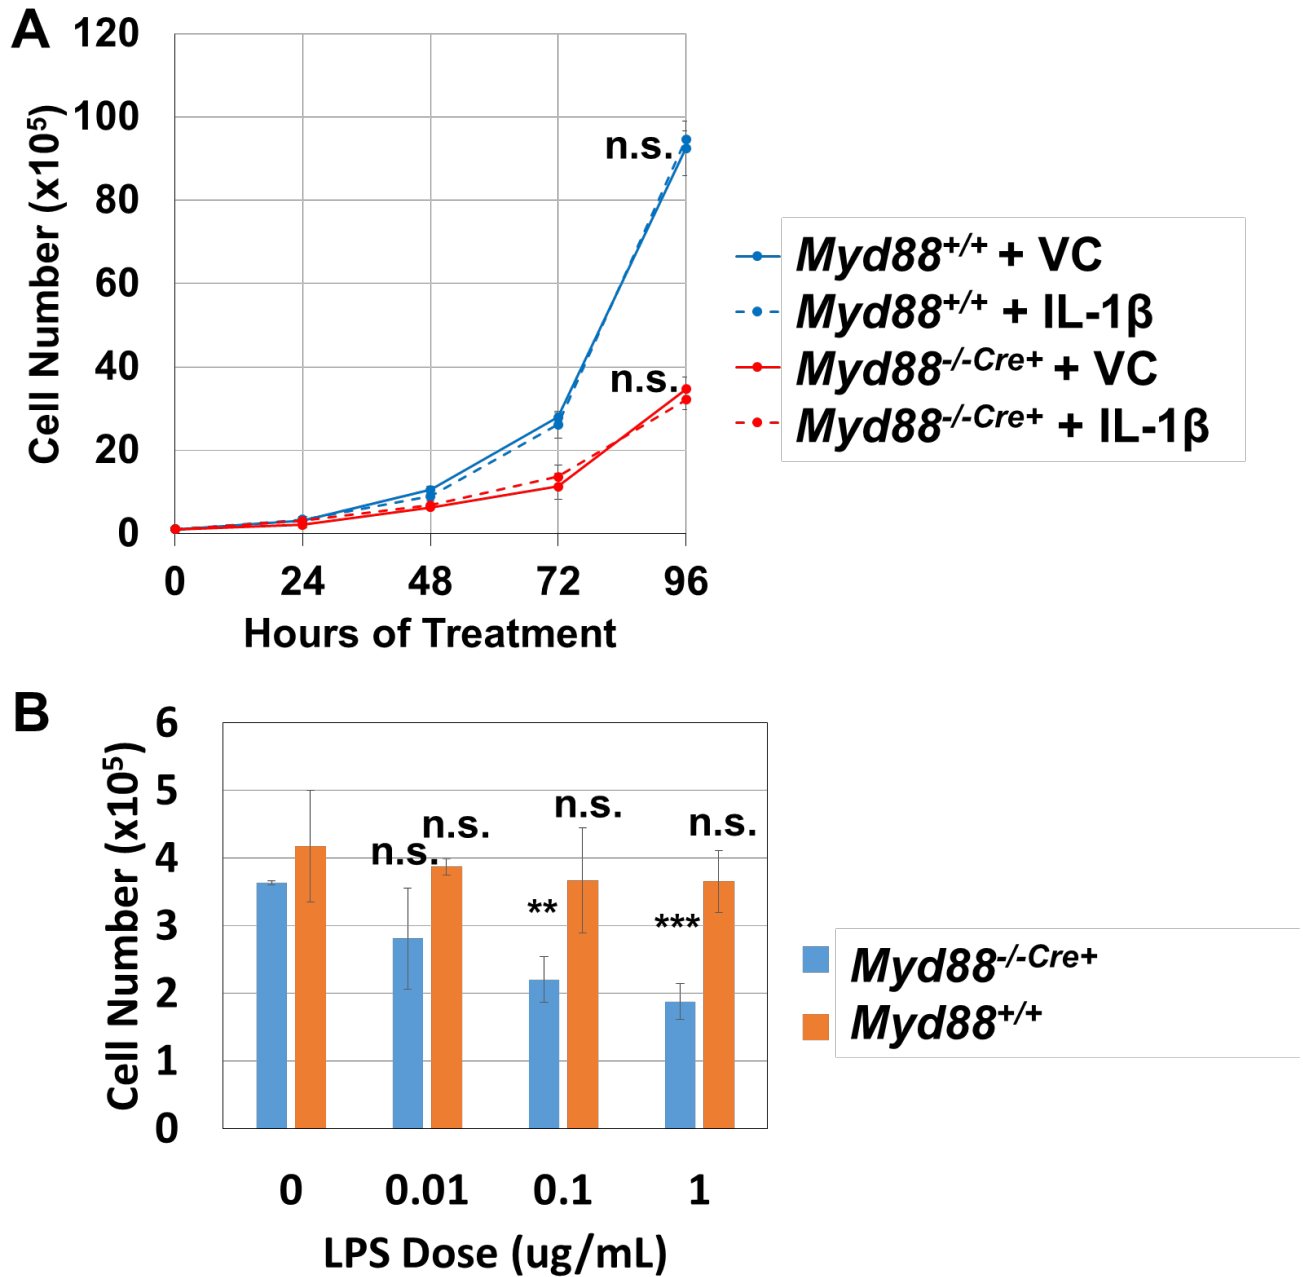 A
120
100
80
60
40
20
0
Cell Number (x10⁵)
n.s.
n.s.
0 24 48 72 96
Hours of Treatment
Myd88⁺/⁺ + VC
Myd88⁺/⁺ + IL-1β
Myd88⁻/⁻Cre⁺ + VC
Myd88⁻/⁻Cre⁺ + IL-1β
B
6
5
4
3
2
1
0
Cell Number (x10⁵)
n.s.
n.s.
**
n.s.
***
n.s.
0 0.01 0.1 1
LPS Dose (ug/mL)
Myd88⁻/⁻Cre⁺
Myd88⁺/⁺